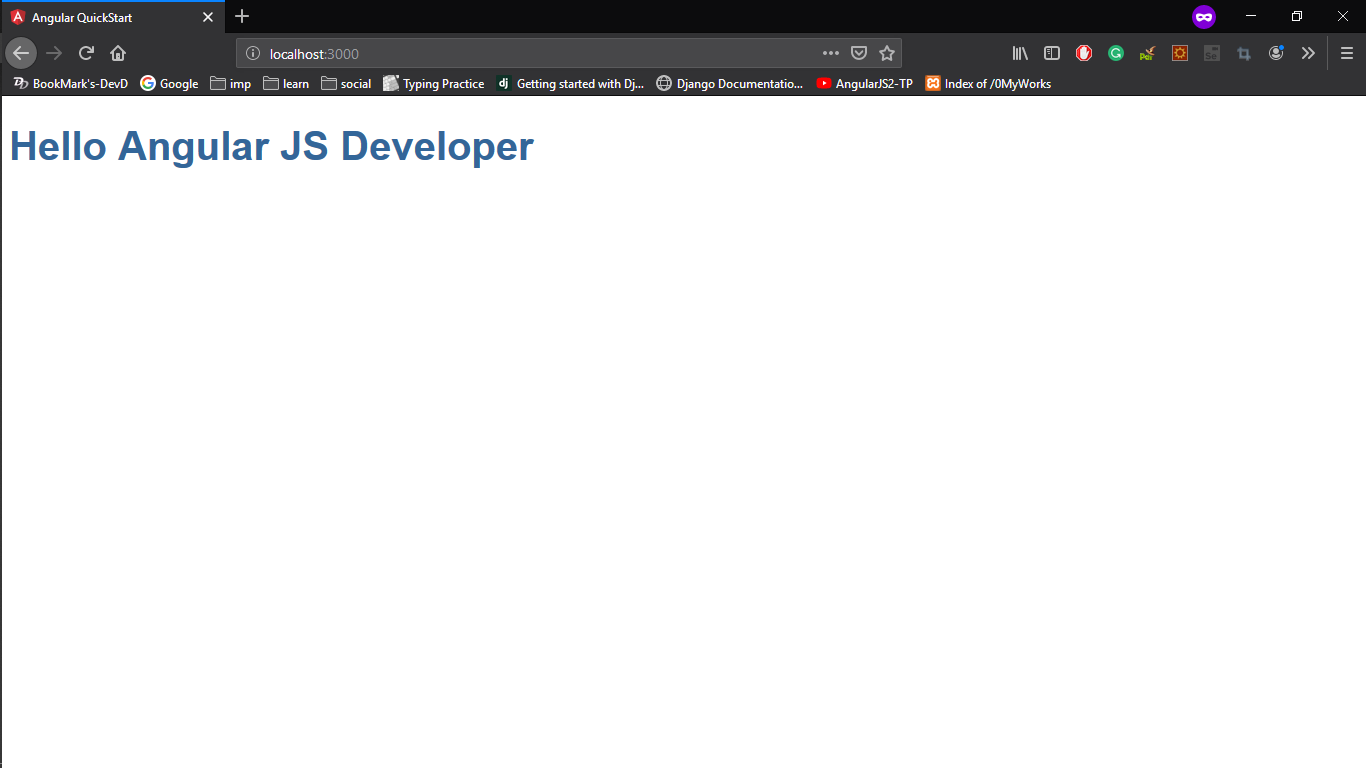 Angular QuickStart
localhost:3000
BookMark's-DevD Google imp learn social Typing Practice dj Getting started with Dj... Django Documentatio... AngularJS2-TP Index of /0MyWorks
Hello Angular JS Developer